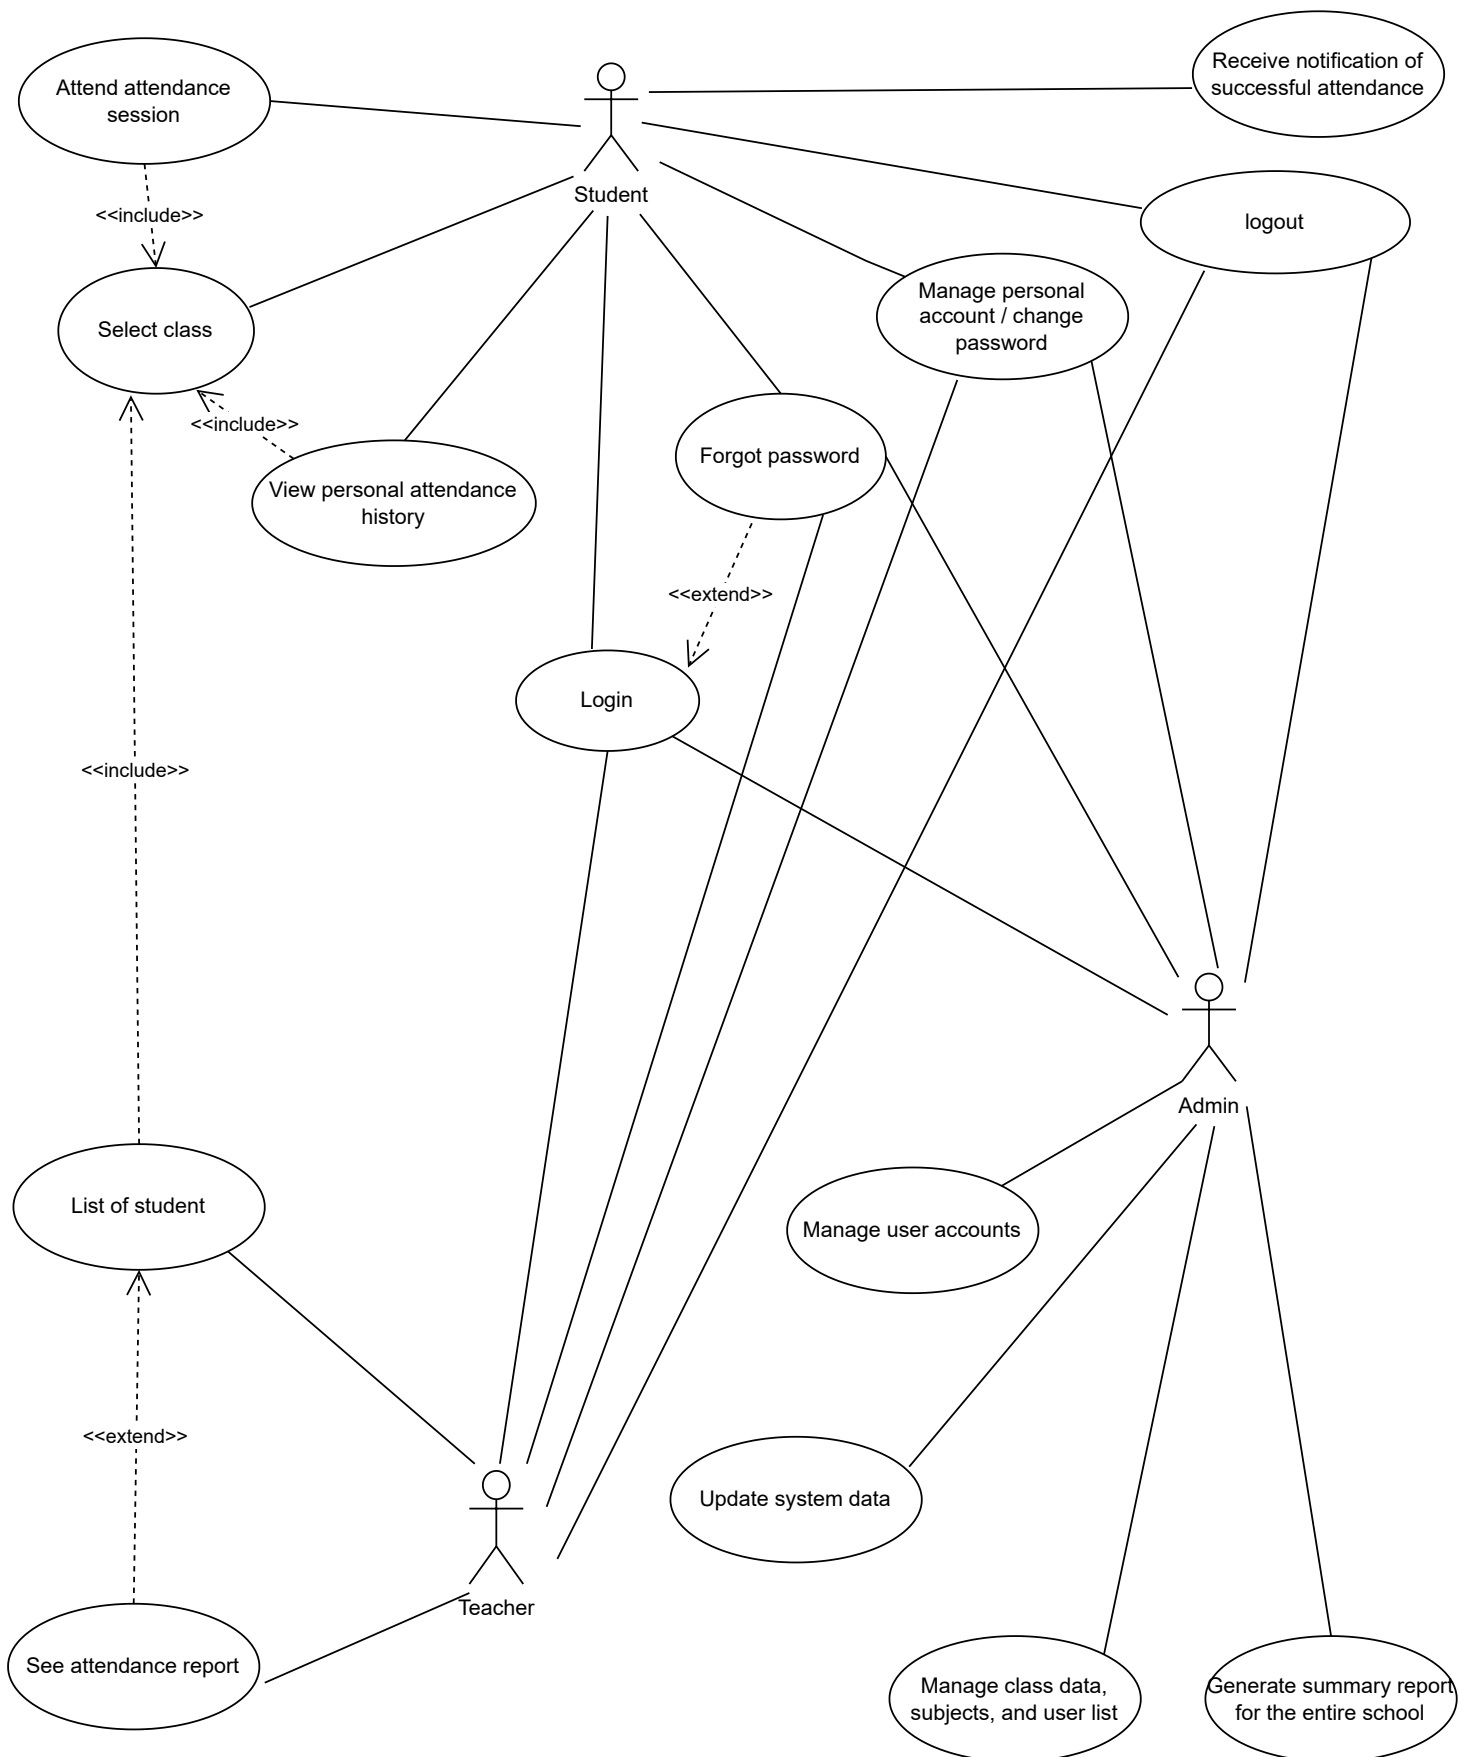 Receive notification of
successful attendance
Attend attendance
session
Student
<<include>>
logout
Manage personal
account / change
password
Select class
<<include>>
Forgot password
View personal attendance
history
<<extend>>
Login
<<include>>
Admin
List of student
Manage user accounts
<<extend>>
Update system data
Teacher
See attendance report
Manage class data,
subjects, and user list
Generate summary report
for the entire school